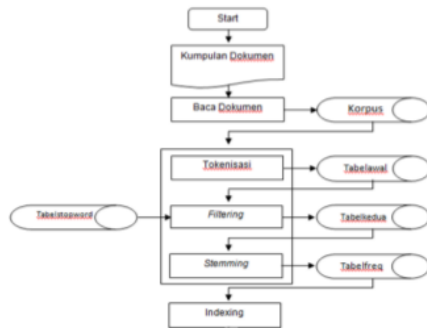 Start
Kumpulan Dokumen
Baca Dokumen
Korpus
Tokenisasi
Tabelawal
Tabelstopword
Filtering
Tabelkedua
Stemming
Tabelfreq
Indexing